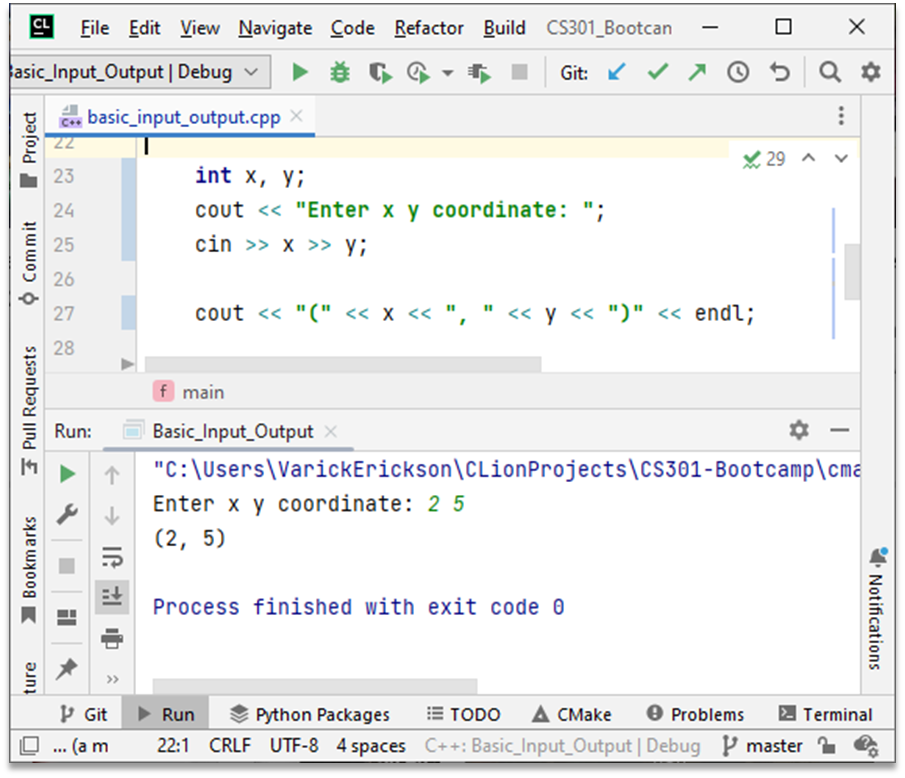 CL File Edit View Navigate Code Refactor Build CS301_Bootcan
Basic_Input_Output | Debug Git:
Project
Commit
Pull Requests
Bookmarks
ture
C++ basic_input_output.cpp
22
29
23 int x, y;
24 cout << "Enter x y coordinate: ";
25 cin >> x >> y;
26
27 cout << "(" << x << ", " << y << ")" << endl;
28
f main
Run: Basic_Input_Output
"C:\Users\VarickErickson\CLionProjects\CS301-Bootcamp\cma
Enter x y coordinate: 2 5
(2, 5)
Process finished with exit code 0
Notifications
Git Run Python Packages TODO CMake Problems Terminal
... (a m 22:1 CRLF UTF-8 4 spaces C++: Basic_Input_Output | Debug master